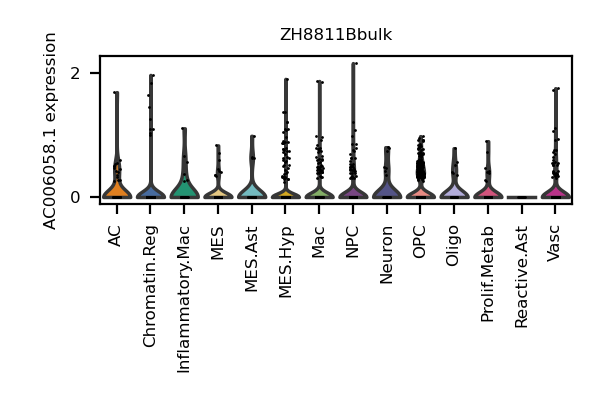 ZH8811Bbulk
AC006058.1 expression
2
0
AC
Chromatin.Reg
Inflammatory.Mac
MES
MES.Ast
MES.Hyp
Mac
NPC
Neuron
OPC
Oligo
Prolif.Metab
Reactive.Ast
Vasc